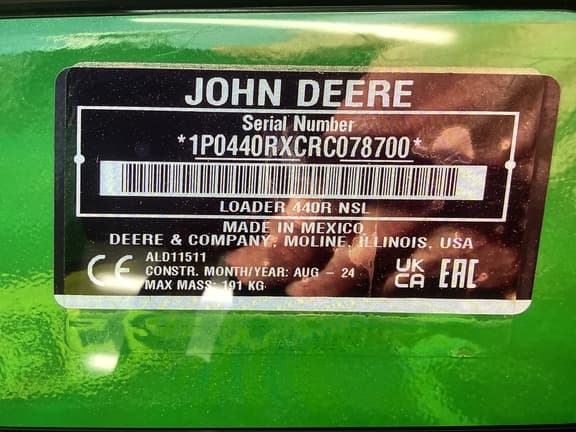 JOHN DEERE
Serial Number
*1P0440RXCRC078700*
LOADER 440R NSL
MADE IN MEXICO
DEERE & COMPANY, MOLINE, ILLINOIS, USA
ALD11511
CONSTR. MONTH/YEAR: AUG - 24
MAX MASS: 191 KG
CE
UK
CA
EAC